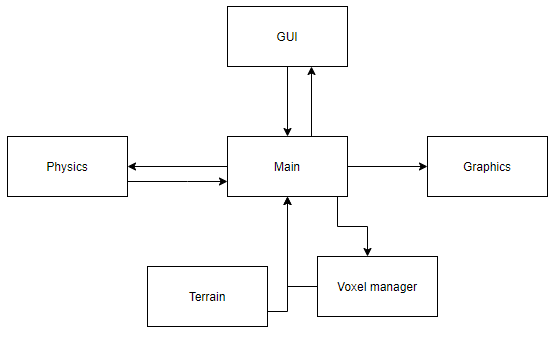 GUI
Physics
Main
Graphics
Terrain
Voxel manager